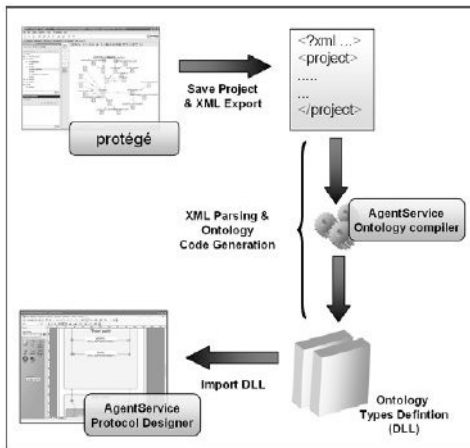 <?xml ...>
<project>
.....
...
</project>
Save Project
& XML Export
protégé
XML Parsing &
Ontology
Code Generation
AgentService
Ontology compiler
Import DLL
AgentService
Protocol Designer
Ontology
Types Defintion
(DLL)